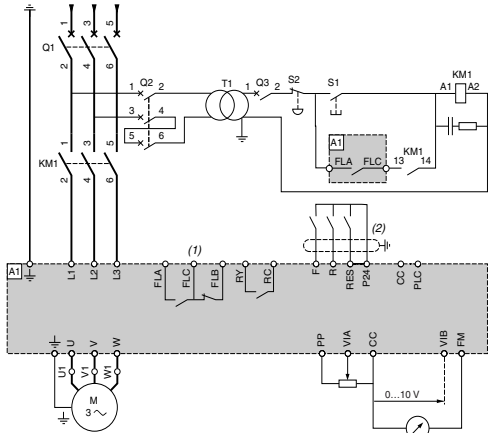 1 3 5
Q1
2 4 6
1 Q2 2
3 4
5 6
T1
1 Q3 2
S2
S1
KM1
A1 A2
A1
FLA FLC
13 KM1 14
1 3 5
KM1
2 4 6
(1)
(2)
A1
L1 L2 L3
FLA FLC FLB RY RC
F R RES P24 CC PLC
U V W
PP VIA CC VIB FM
U1 V1 W1
M
3 ~
0...10 V